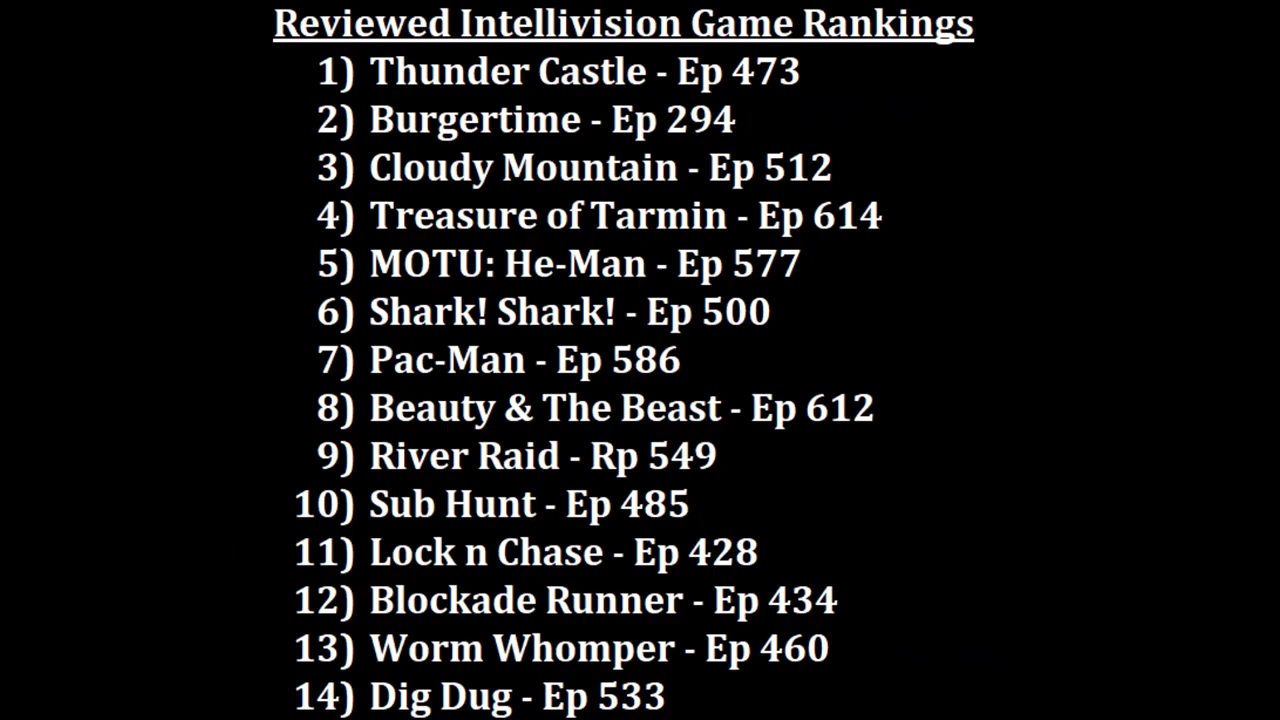 Reviewed Intellivision Game Rankings
1) Thunder Castle - Ep 473
2) Burgertime - Ep 294
3) Cloudy Mountain - Ep 512
4) Treasure of Tarmin - Ep 614
5) MOTU: He-Man - Ep 577
6) Shark! Shark! - Ep 500
7) Pac-Man - Ep 586
8) Beauty & The Beast - Ep 612
9) River Raid - Rp 549
10) Sub Hunt - Ep 485
11) Lock n Chase - Ep 428
12) Blockade Runner - Ep 434
13) Worm Whomper - Ep 460
14) Dig Dug - Ep 533